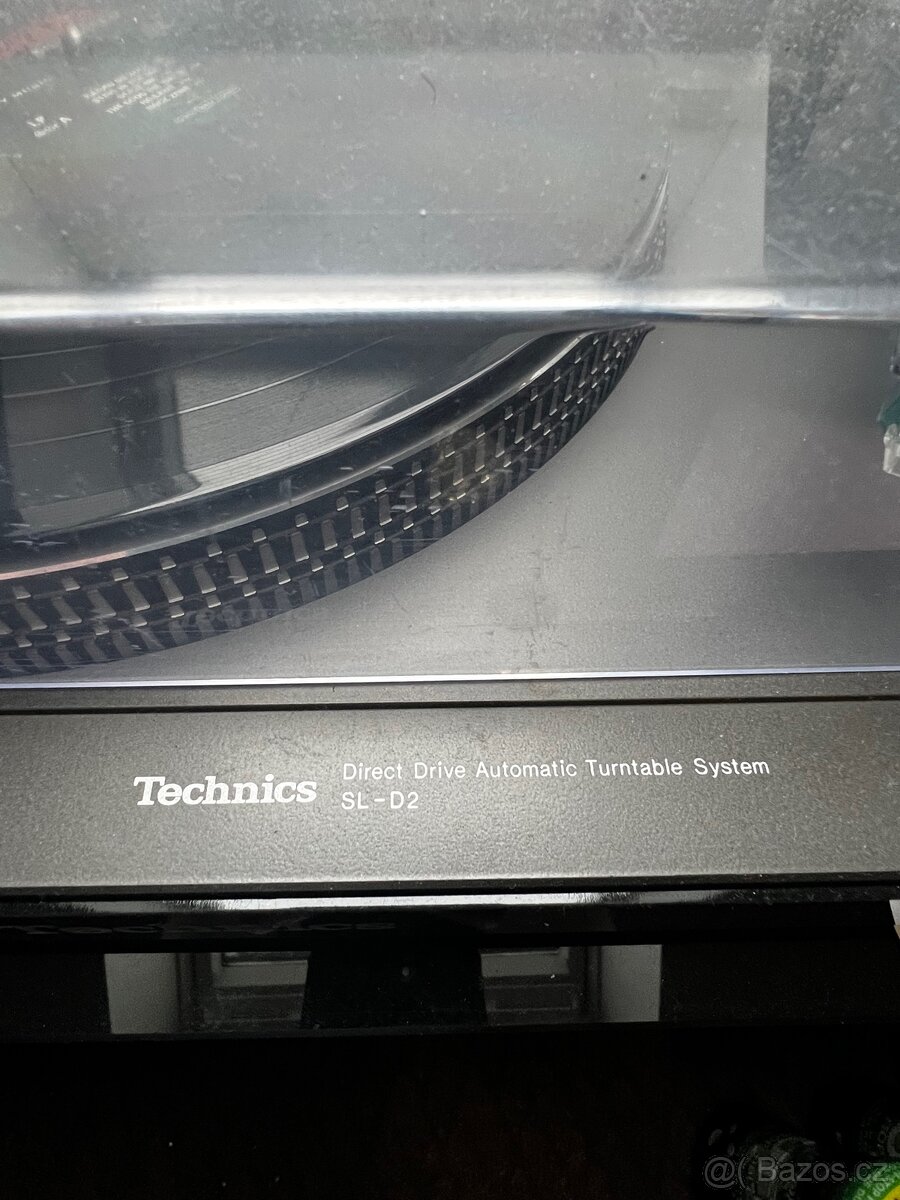 Technics
Direct Drive Automatic Turntable System
SL-D2
@( Bazos.cz